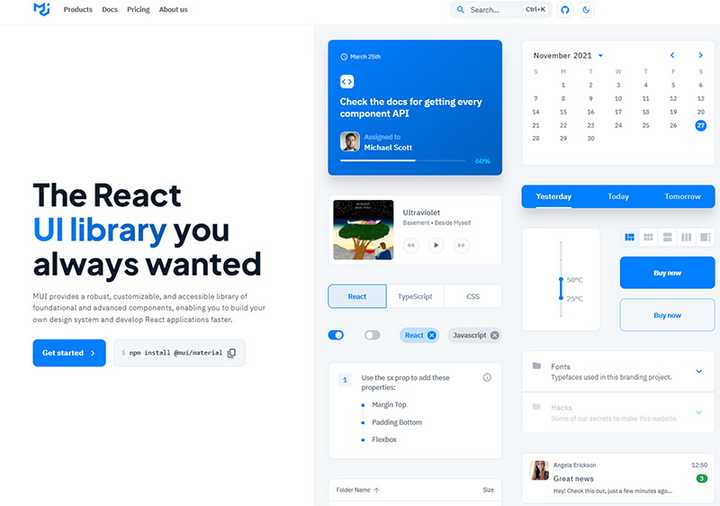 Products Docs Pricing About us
Search... Ctrl+K
The React
UI library you
always wanted
MUI provides a robust, customizable, and accessible library of
foundational and advanced components, enabling you to build your
own design system and develop React applications faster.
Get started
$ npm install @mui/material
March 25th
Check the docs for getting every
component API
Assigned to
Michael Scott
60%
Ultraviolet
Basement • Beside Myself
React TypeScript CSS
React Javascript
1
Use the sx prop to add these
properties:
Margin Top
Padding Bottom
Flexbox
Folder Name Size
November 2021
S M T W T F S
1 2 3 4 5 6
7 8 9 10 11 12 13
14 15 16 17 18 19 20
21 22 23 24 25 26 27
28 29 30
Yesterday Today Tomorrow
50°C
25°C
Buy now
Buy now
Fonts
Typefaces used in this branding project.
Hacks
Some of our secrets to make this website.
Angela Erickson 12:50
Great news 3
Hey! Check this out, just a few minutes ago...